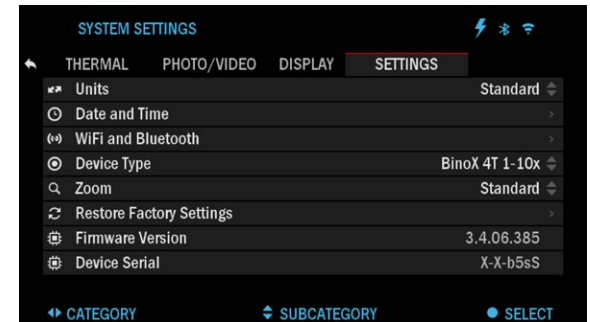 SYSTEM SETTINGS
THERMAL PHOTO/VIDEO DISPLAY SETTINGS
Units Standard
Date and Time
WiFi and Bluetooth
Device Type BinoX 4T 1-10x
Zoom Standard
Restore Factory Settings
Firmware Version 3.4.06.385
Device Serial X-X-b5sS
CATEGORY SUBCATEGORY SELECT